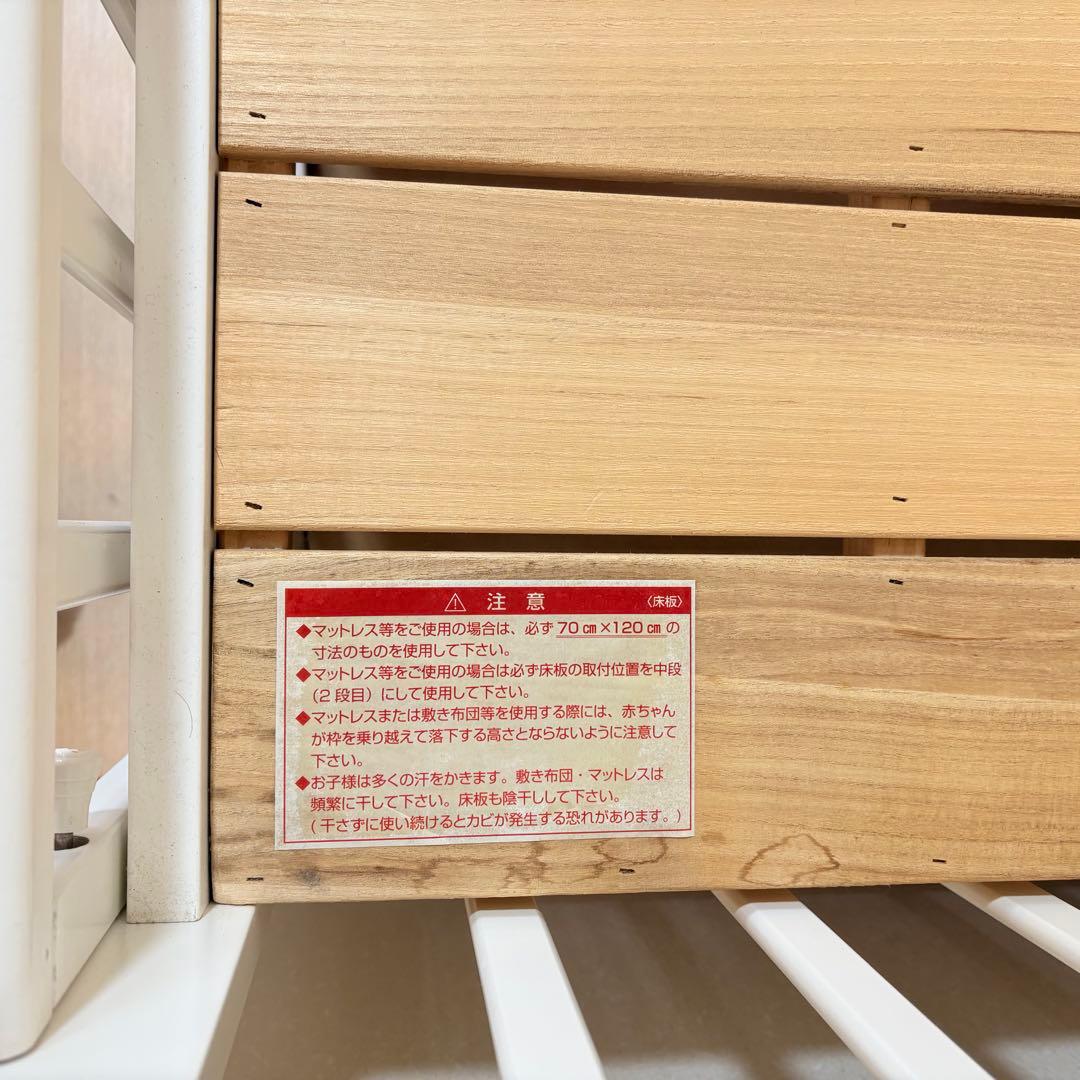 ⚠ 注意 〈床板〉
◆マットレス等をご使用の場合は、必ず70㎝×120㎝の
寸法のものを使用して下さい。
◆マットレス等をご使用の場合は必ず床板の取付位置を中段
(2段目)にして使用して下さい。
◆マットレスまたは敷き布団等を使用する際には、赤ちゃん
が枠を乗り越えて落下する高さとならないように注意して
下さい。
◆お子様は多くの汗をかきます。敷き布団・マットレスは
頻繁に干して下さい。床板も陰干しして下さい。
(干さずに使い続けるとカビが発生する恐れがあります。)